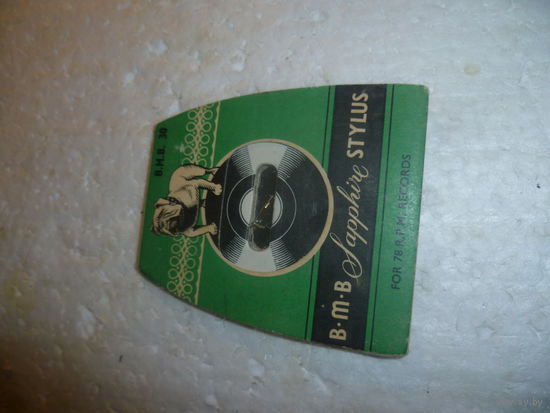 B.M.B. 30
B·M·B Sapphire STYLUS
FOR 78 R.P.M. RECORDS